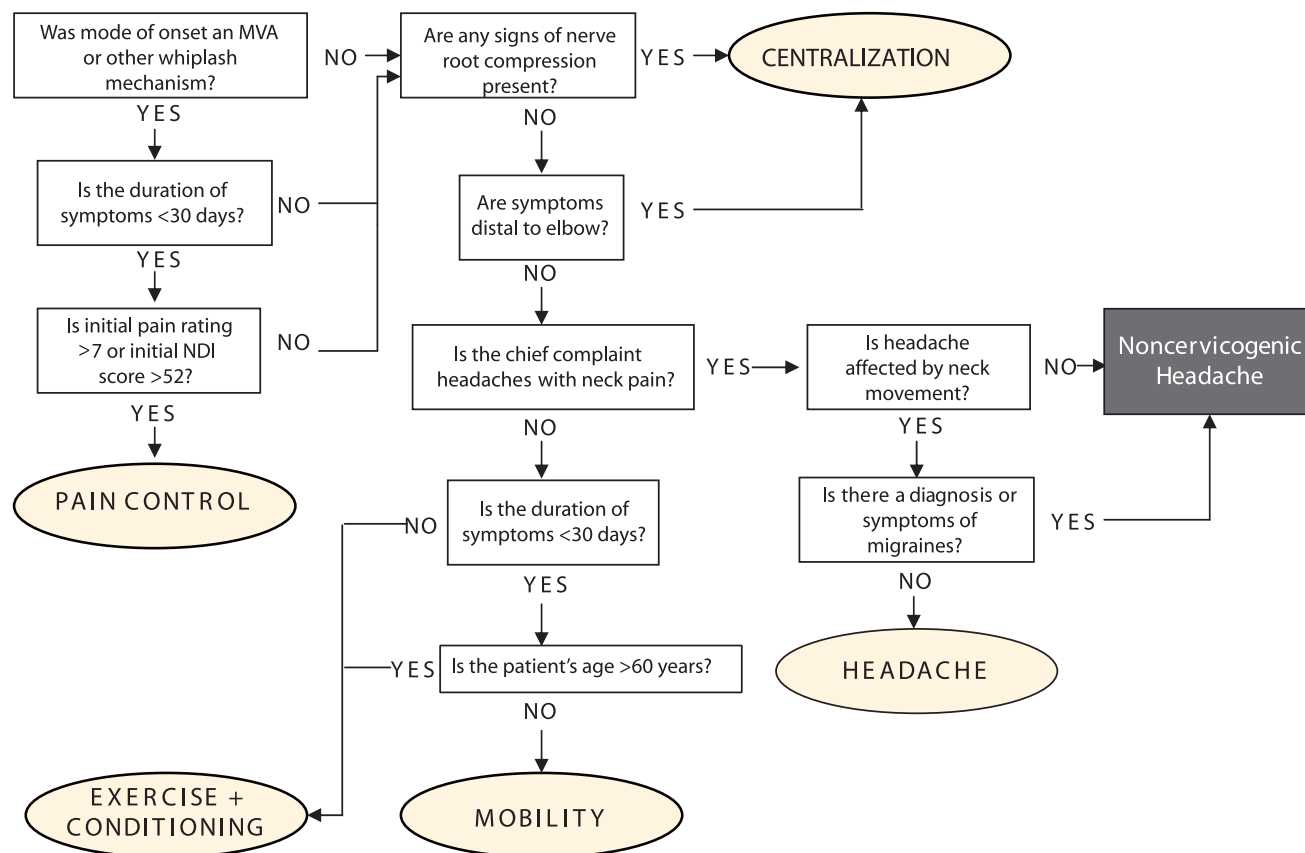 Was mode of onset an MVA
or other whiplash
mechanism?
NO
Are any signs of nerve
root compression
present?
YES
CENTRALIZATION
YES
NO
Is the duration of
symptoms <30 days?
NO
Are symptoms
distal to elbow?
YES
YES
NO
Is initial pain rating
>7 or initial NDI
score >52?
NO
Is the chief complaint
headaches with neck pain?
YES
Is headache
affected by neck
movement?
NO
Noncervicogenic
Headache
YES
NO
YES
PAIN CONTROL
NO
Is the duration of
symptoms <30 days?
Is there a diagnosis or
symptoms of
migraines?
YES
YES
NO
YES
Is the patient's age >60 years?
HEADACHE
NO
EXERCISE +
CONDITIONING
MOBILITY